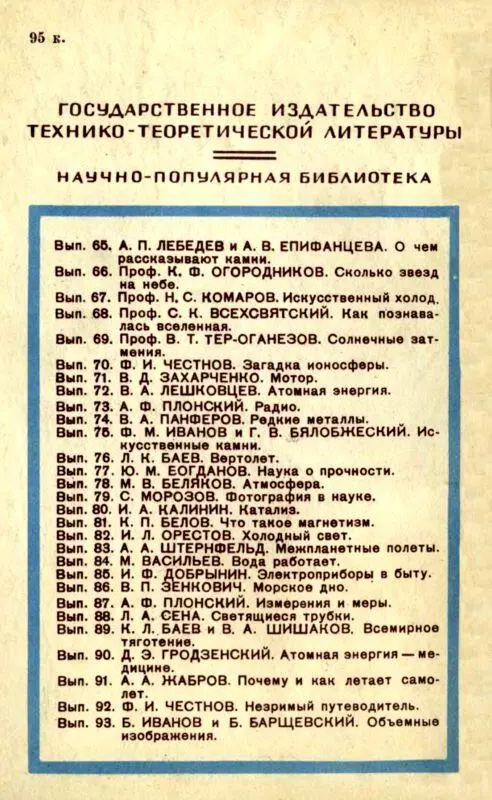 95 к.
ГОСУДАРСТВЕННОЕ ИЗДАТЕЛЬСТВО
ТЕХНИКО-ТЕОРЕТИЧЕСКОЙ ЛИТЕРАТУРЫ
НАУЧНО-ПОПУЛЯРНАЯ БИБЛИОТЕКА
Вып. 65. А. П. ЛЕБЕДЕВ и А. В. ЕПИФАНЦЕВА. О чем
рассказывают камни.
Вып. 66. Проф. К. Ф. ОГОРОДНИКОВ. Сколько звезд
на небе.
Вып. 67. Проф. Н. С. КОМАРОВ. Искусственный холод.
Вып. 68. Проф. С. К. ВСЕХСВЯТСКИЙ. Как познава-
лась вселенная.
Вып. 69. Проф. В. Т. ТЕР-ОГАНЕЗОВ. Солнечные зат-
мения.
Вып. 70. Ф. И. ЧЕСТНОВ. Загадка ионосферы.
Вып. 71. В. Д. ЗАХАРЧЕНКО. Мотор.
Вып. 72. В. А. ЛЕШКОВЦЕВ. Атомная энергия.
Вып. 73. А. Ф. ПЛОНСКИЙ. Радио.
Вып. 74. В. А. ПАНФЕРОВ. Редкие металлы.
Вып. 75. Ф. М. ИВАНОВ и Г. В. БЯЛОБЖЕСКИЙ. Ис-
кусственные камни.
Вып. 76. Л. К. БАЕВ. Вертолет.
Вып. 77. Ю. М. БОГДАНОВ. Наука о прочности.
Вып. 78. М. В. БЕЛЯКОВ. Атмосфера.
Вып. 79. С. МОРОЗОВ. Фотография в науке.
Вып. 80. И. А. КАЛИНИН. Катализ.
Вып. 81. К. П. БЕЛОВ. Что такое магнетизм.
Вып. 82. И. Л. ОРЕСТОВ. Холодный свет.
Вып. 83. А. А. ШТЕРНФЕЛЬД. Межпланетные полеты.
Вып. 84. М. ВАСИЛЬЕВ. Вода работает.
Вып. 85. И. Ф. ДОБРЫНИН. Электроприборы в быту.
Вып. 86. В. П. ЗЕНКОВИЧ. Морское дно.
Вып. 87. А. Ф. ПЛОНСКИЙ. Измерения и меры.
Вып. 88. Л. А. СЕНА. Светящиеся трубки.
Вып. 89. К. Л. БАЕВ и В. А. ШИШАКОВ. Всемирное
тяготение.
Вып. 90. Д. Э. ГРОДЗЕНСКИЙ. Атомная энергия — ме-
дицине.
Вып. 91. А. А. ЖАБРОВ. Почему и как летает само-
лет.
Вып. 92. Ф. И. ЧЕСТНОВ. Незримый путеводитель.
Вып. 93. Б. ИВАНОВ и Б. БАРЩЕВСКИЙ. Объемные
изображения.